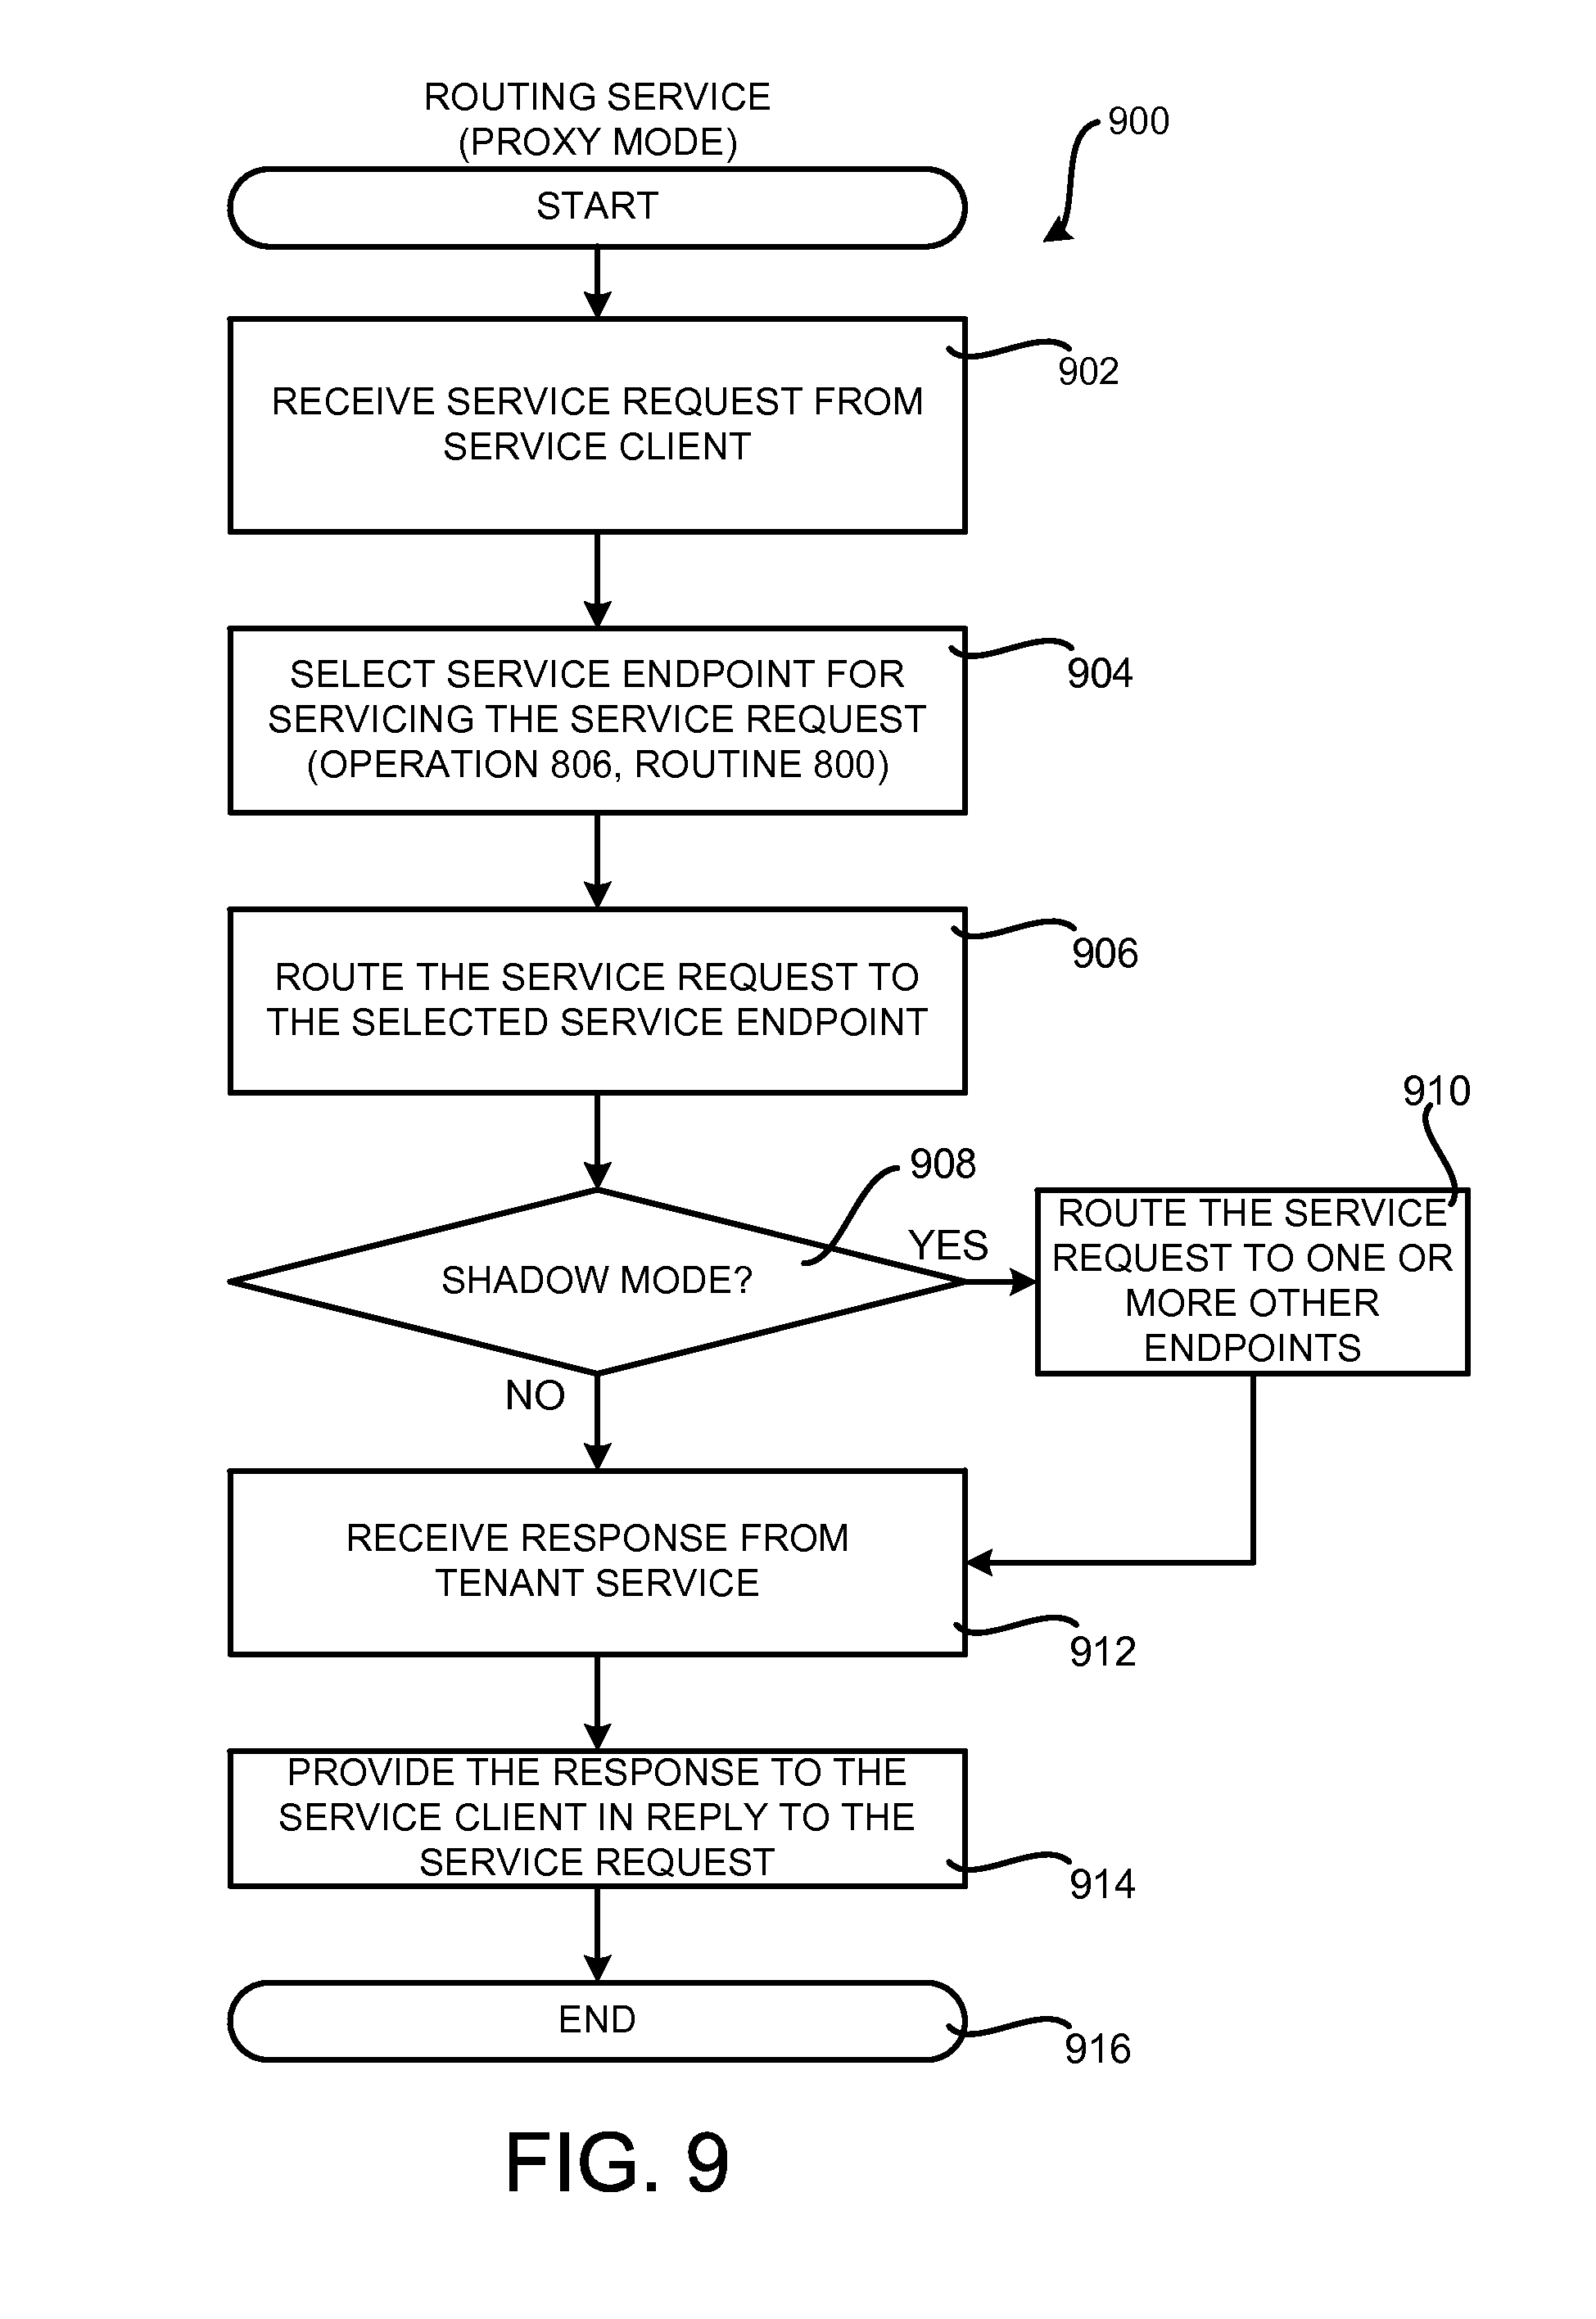 ROUTING SERVICE
(PROXY MODE)
900
START
902
RECEIVE SERVICE REQUEST FROM
SERVICE CLIENT
904
SELECT SERVICE ENDPOINT FOR
SERVICING THE SERVICE REQUEST
(OPERATION 806, ROUTINE 800)
906
ROUTE THE SERVICE REQUEST TO
THE SELECTED SERVICE ENDPOINT
908
SHADOW MODE?
YES
910
ROUTE THE SERVICE
REQUEST TO ONE OR
MORE OTHER
ENDPOINTS
NO
RECEIVE RESPONSE FROM
TENANT SERVICE
912
PROVIDE THE RESPONSE TO THE
SERVICE CLIENT IN REPLY TO THE
SERVICE REQUEST
914
END
916
FIG. 9